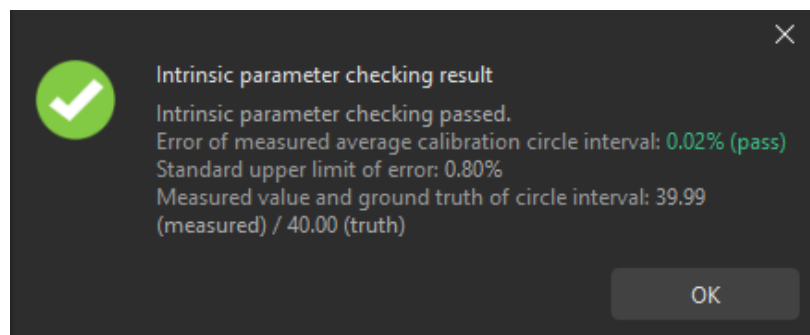 Intrinsic parameter checking result
Intrinsic parameter checking passed.
Error of measured average calibration circle interval: 0.02% (pass)
Standard upper limit of error: 0.80%
Measured value and ground truth of circle interval: 39.99
(measured) / 40.00 (truth)
OK